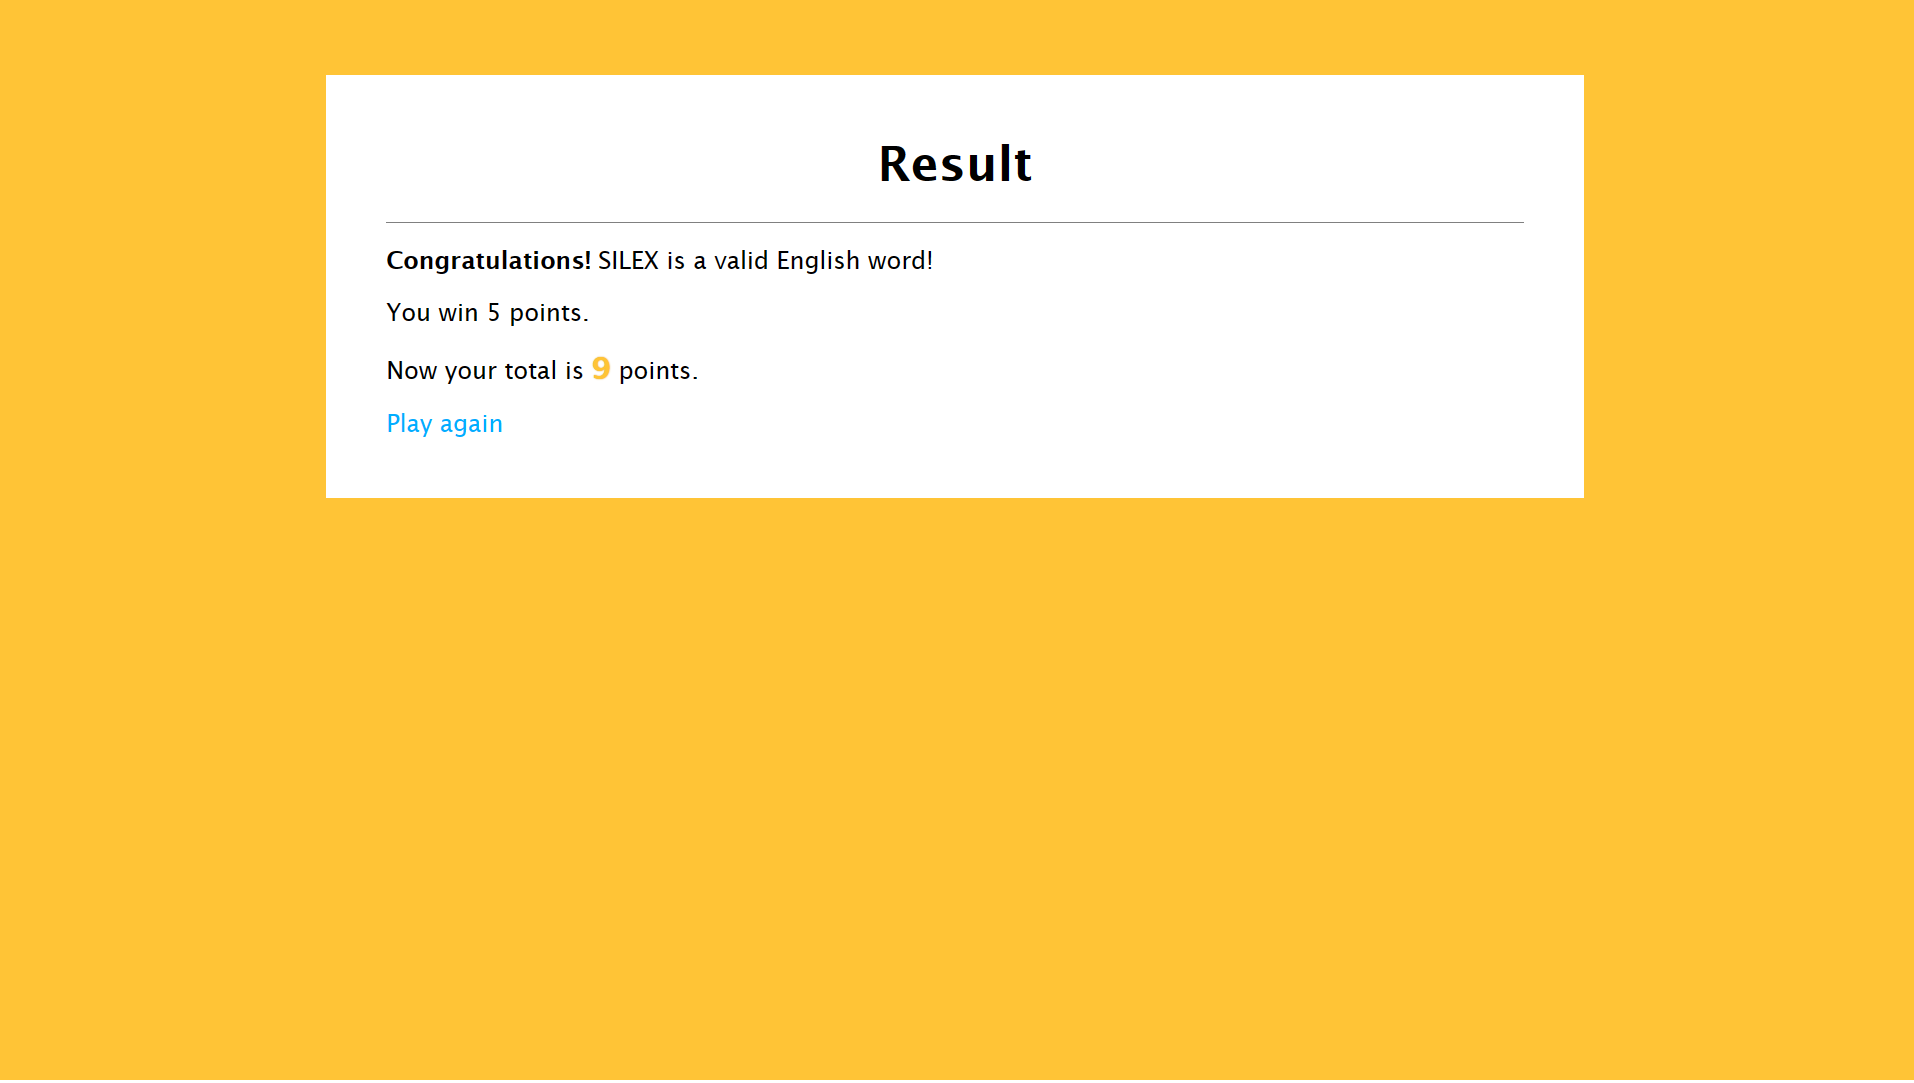 Result
Congratulations! SILEX is a valid English word!
You win 5 points.
Now your total is 9 points.
Play again